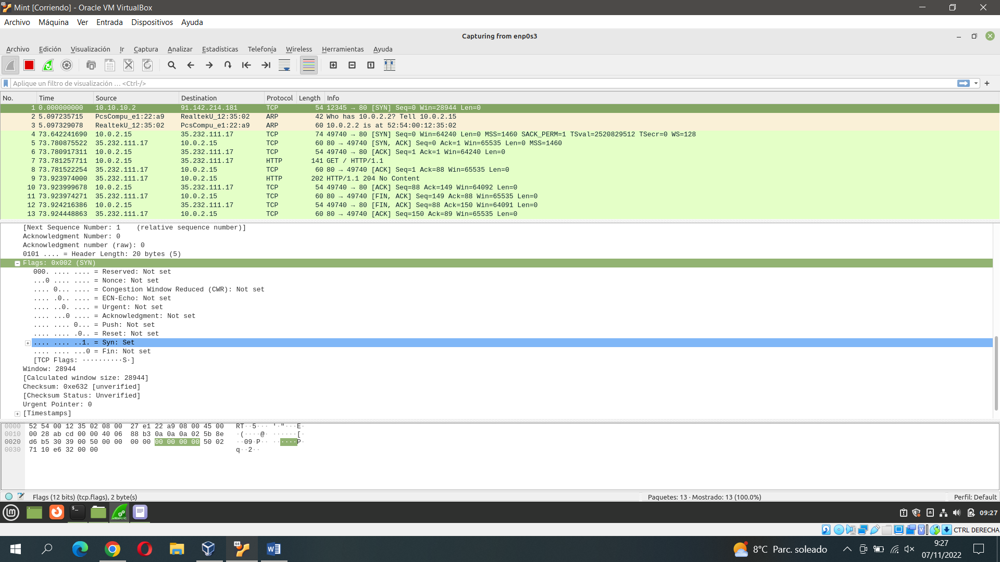 Mint [Corriendo] - Oracle VM VirtualBox
Archivo Máquina Ver Entrada Dispositivos Ayuda
Capturing from enp0s3
Archivo Edición Visualización Ir Captura Analizar Estadísticas Telefonía Wireless Herramientas Ayuda
Aplique un filtro de visualización … <Ctrl-/>
No. Time Source Destination Protocol Length Info
1 0.000000000 10.10.10.2 91.142.214.181 TCP 54 12345 → 80 [SYN] Seq=0 Win=28944 Len=0
2 5.097235715 PcsCompu_e1:22:a9 RealtekU_12:35:02 ARP 42 Who has 10.0.2.2? Tell 10.0.2.15
3 5.097329078 RealtekU_12:35:02 PcsCompu_e1:22:a9 ARP 60 10.0.2.2 is at 52:54:00:12:35:02
4 73.642241690 10.0.2.15 35.232.111.17 TCP 74 49740 → 80 [SYN] Seq=0 Win=64240 Len=0 MSS=1460 SACK_PERM=1 TSval=2520829512 TSecr=0 WS=128
5 73.780875522 35.232.111.17 10.0.2.15 TCP 60 80 → 49740 [SYN, ACK] Seq=0 Ack=1 Win=65535 Len=0 MSS=1460
6 73.780917311 10.0.2.15 35.232.111.17 TCP 54 49740 → 80 [ACK] Seq=1 Ack=1 Win=64240 Len=0
7 73.781257711 10.0.2.15 35.232.111.17 HTTP 141 GET / HTTP/1.1
8 73.781522254 35.232.111.17 10.0.2.15 TCP 60 80 → 49740 [ACK] Seq=1 Ack=88 Win=65535 Len=0
9 73.923974000 35.232.111.17 10.0.2.15 HTTP 202 HTTP/1.1 204 No Content
10 73.923999678 10.0.2.15 35.232.111.17 TCP 54 49740 → 80 [ACK] Seq=88 Ack=149 Win=64092 Len=0
11 73.923974271 35.232.111.17 10.0.2.15 TCP 60 80 → 49740 [FIN, ACK] Seq=149 Ack=88 Win=65535 Len=0
12 73.924216386 10.0.2.15 35.232.111.17 TCP 54 49740 → 80 [FIN, ACK] Seq=88 Ack=150 Win=64091 Len=0
13 73.924448863 35.232.111.17 10.0.2.15 TCP 60 80 → 49740 [ACK] Seq=150 Ack=89 Win=65535 Len=0
[Next Sequence Number: 1 (relative sequence number)]
Acknowledgment Number: 0
Acknowledgment number (raw): 0
0101 .... = Header Length: 20 bytes (5)
Flags: 0x002 (SYN)
000. .... .... = Reserved: Not set
...0 .... .... = Nonce: Not set
.... 0... .... = Congestion Window Reduced (CWR): Not set
.... .0.. .... = ECN-Echo: Not set
.... ..0. .... = Urgent: Not set
.... ...0 .... = Acknowledgment: Not set
.... .... 0... = Push: Not set
.... .... .0.. = Reset: Not set
.... .... ..1. = Syn: Set
.... .... ...0 = Fin: Not set
[TCP Flags: ··········S·]
Window: 28944
[Calculated window size: 28944]
Checksum: 0xe632 [unverified]
[Checksum Status: Unverified]
Urgent Pointer: 0
[Timestamps]
0000 52 54 00 12 35 02 08 00 27 e1 22 a9 08 00 45 00 RT··5··· '·"···E·
0010 00 28 ab cd 00 00 40 06 88 b3 0a 0a 0a 02 5b 8e ·(····@· ······[·
0020 d6 b5 30 39 00 50 00 00 00 00 00 00 00 00 50 02 ··09·P·· ······P·
0030 71 10 e6 32 00 00 q··2··
Flags (12 bits) (tcp.flags), 2 byte(s) Paquetes: 13 · Mostrado: 13 (100.0%) Perfil: Default
09:27
CTRL DERECHA
8°C Parc. soleado 9:27
07/11/2022